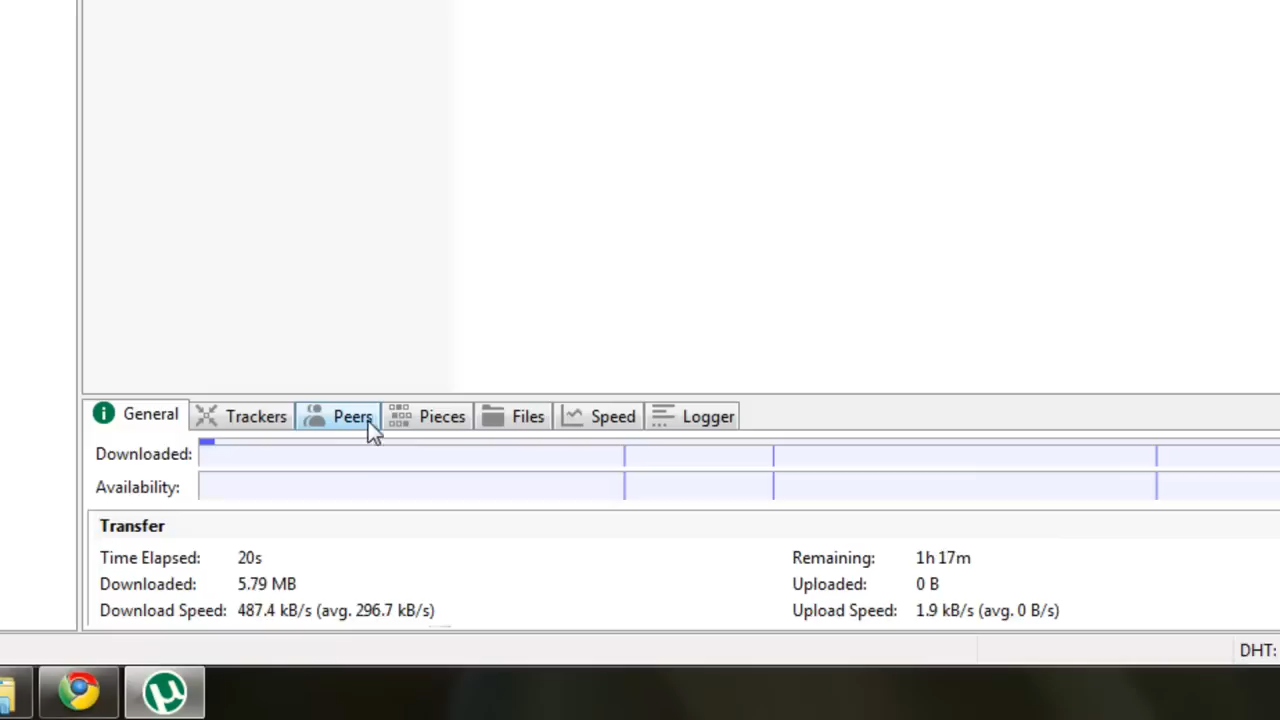 General Trackers Peers Pieces Files Speed Logger
Downloaded:
Availability:
Transfer
Time Elapsed: 20s Remaining: 1h 17m
Downloaded: 5.79 MB Uploaded: 0 B
Download Speed: 487.4 kB/s (avg. 296.7 kB/s) Upload Speed: 1.9 kB/s (avg. 0 B/s)
DHT: